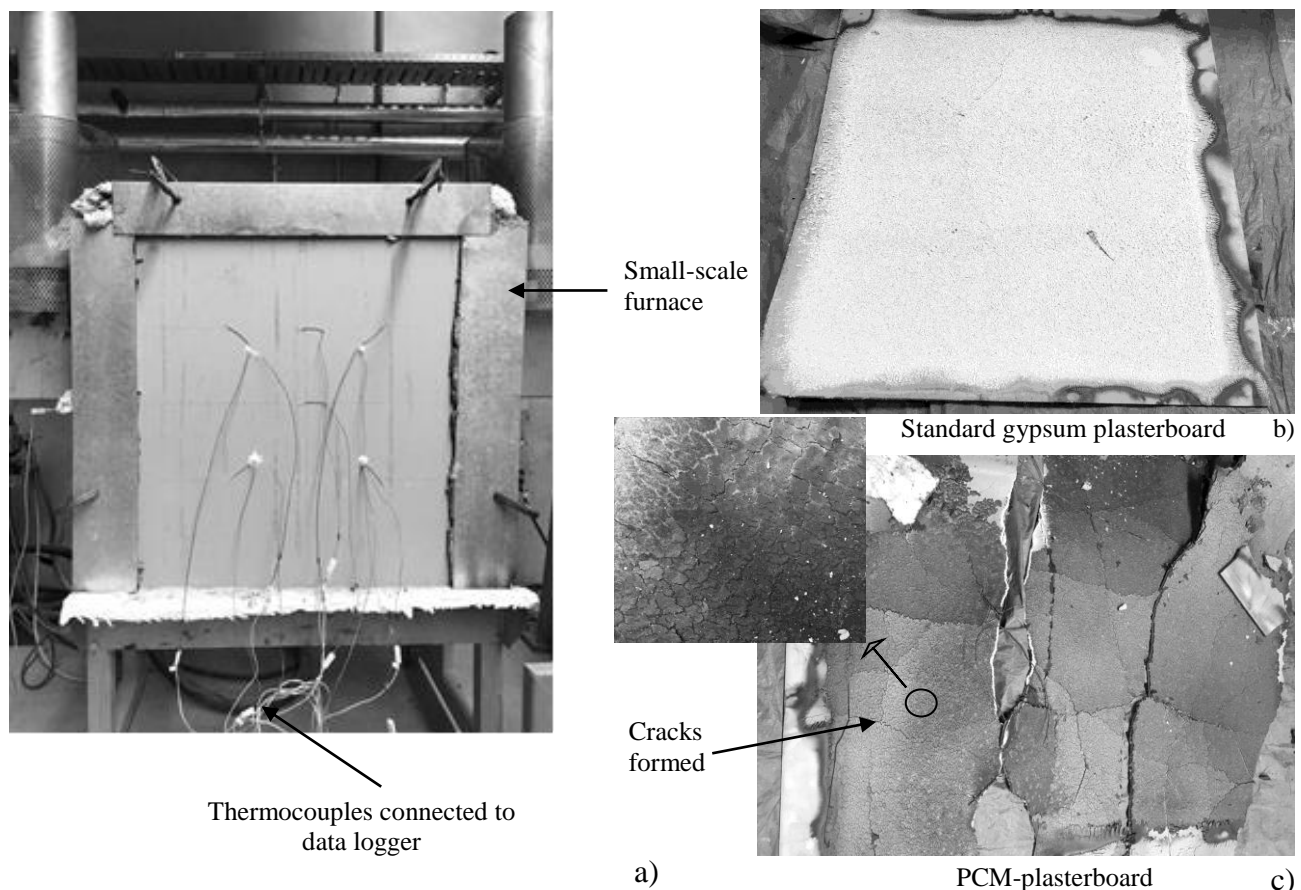 Small-scale
furnace
Standard gypsum plasterboard
b)
Cracks
formed
Thermocouples connected to
data logger
a)
PCM-plasterboard
c)